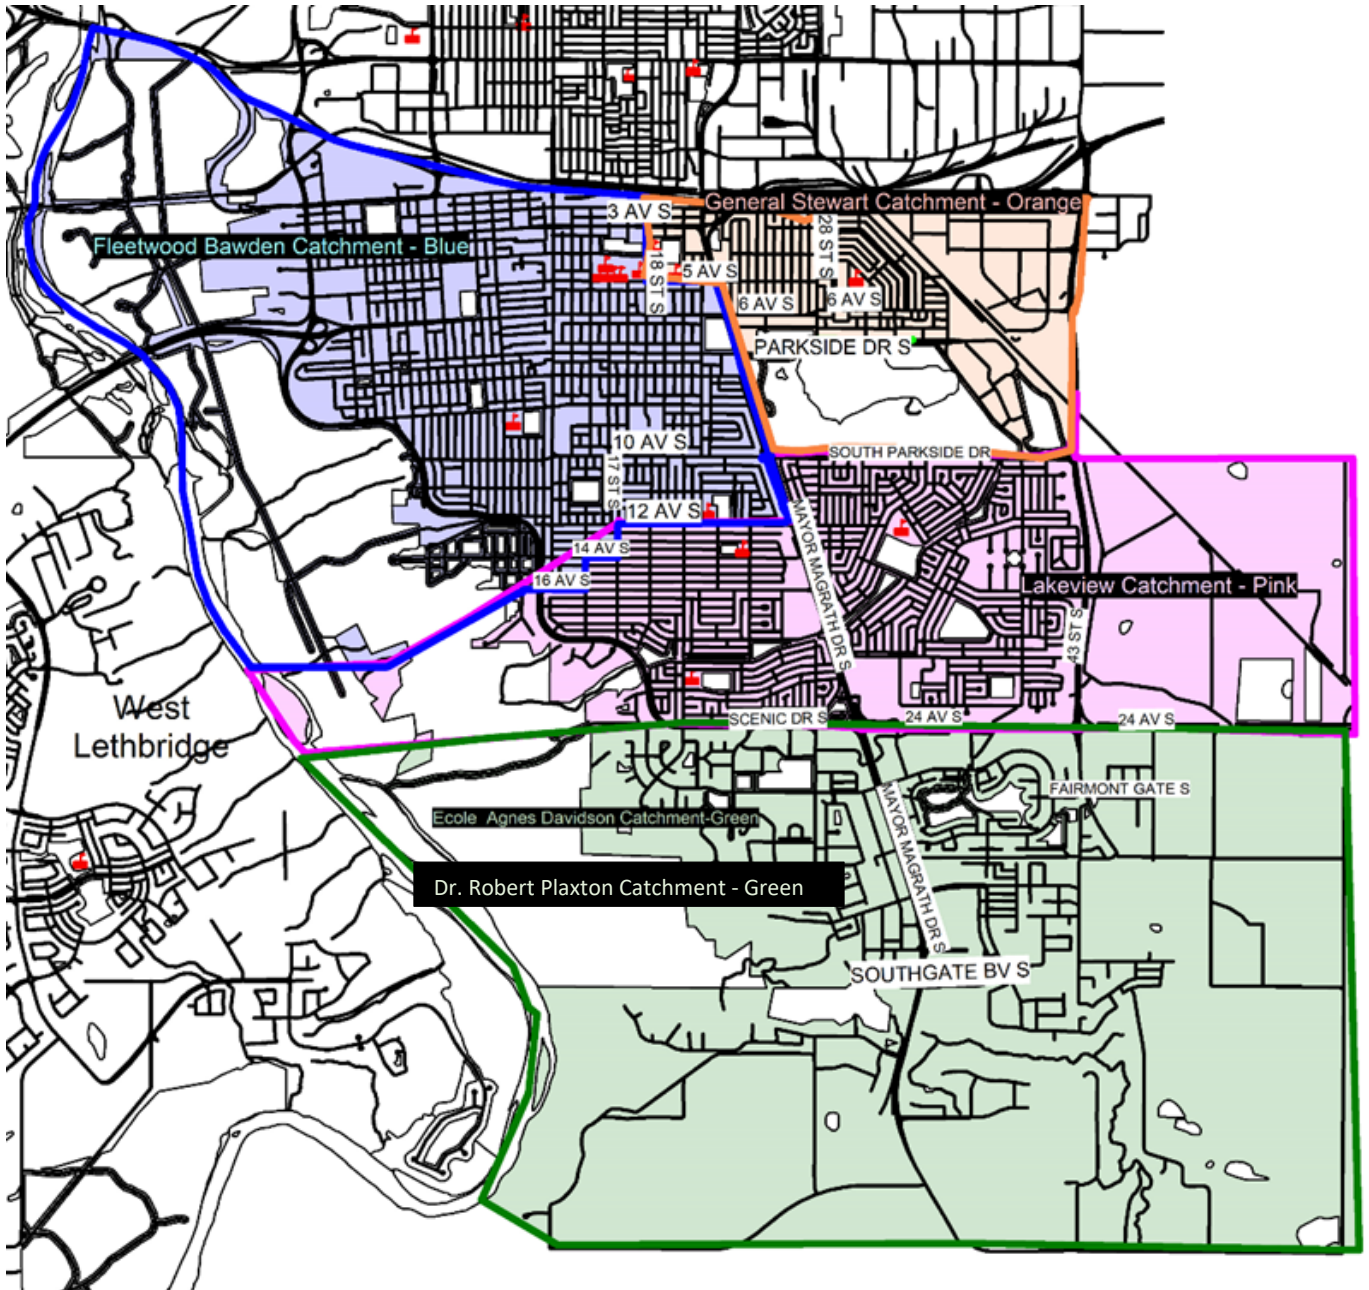 3 AV S
General Stewart Catchment - Orange
28 ST S
Fleetwood Bawden Catchment - Blue
18 ST S
5 AV S
6 AV S
6 AV S
PARKSIDE DR S
10 AV S
SOUTH PARKSIDE DR
17 ST S
12 AV S
MAYOR MAGRATH DR S
14 AV S
16 AV S
Lakeview Catchment - Pink
43 ST S
West
Lethbridge
SCENIC DR S
24 AV S
24 AV S
FAIRMONT GATE S
MAYOR MAGRATH DR S
Ecole Agnes Davidson Catchment-Green
Dr. Robert Plaxton Catchment - Green
SOUTHGATE BV S